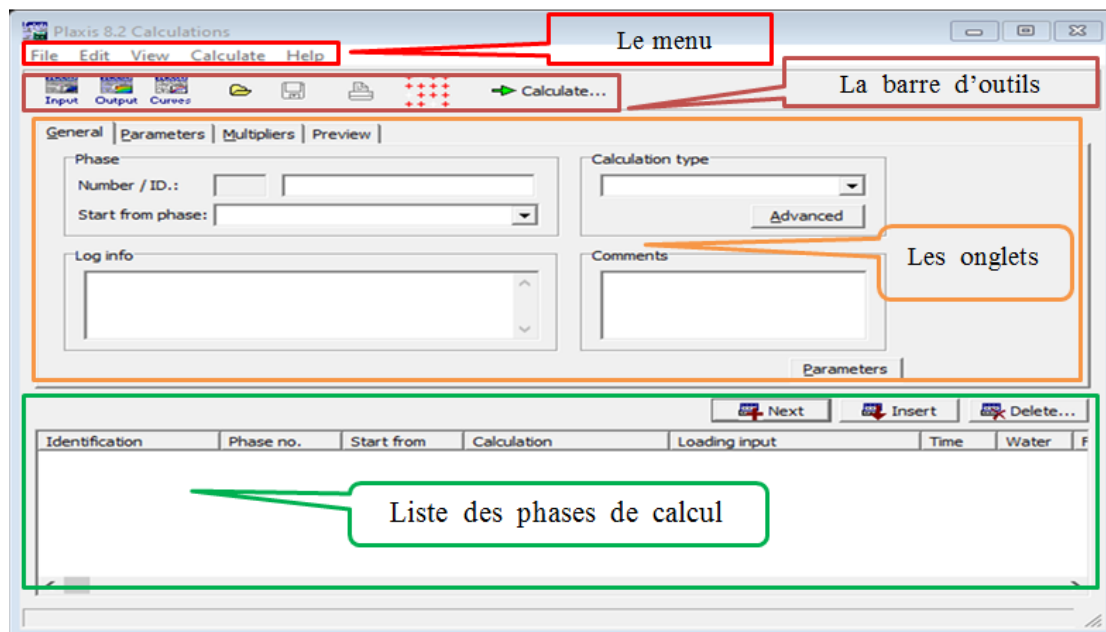 Plaxis 8.2 Calculations
Le menu
File Edit View Calculate Help
La barre d'outils
Input Output Curves Calculate...
General Parameters Multipliers Preview
Phase
Calculation type
Number / ID.:
Start from phase:
Advanced
Log info
Comments
Les onglets
Parameters
Next Insert Delete...
Identification Phase no. Start from Calculation Loading input Time Water F
Liste des phases de calcul